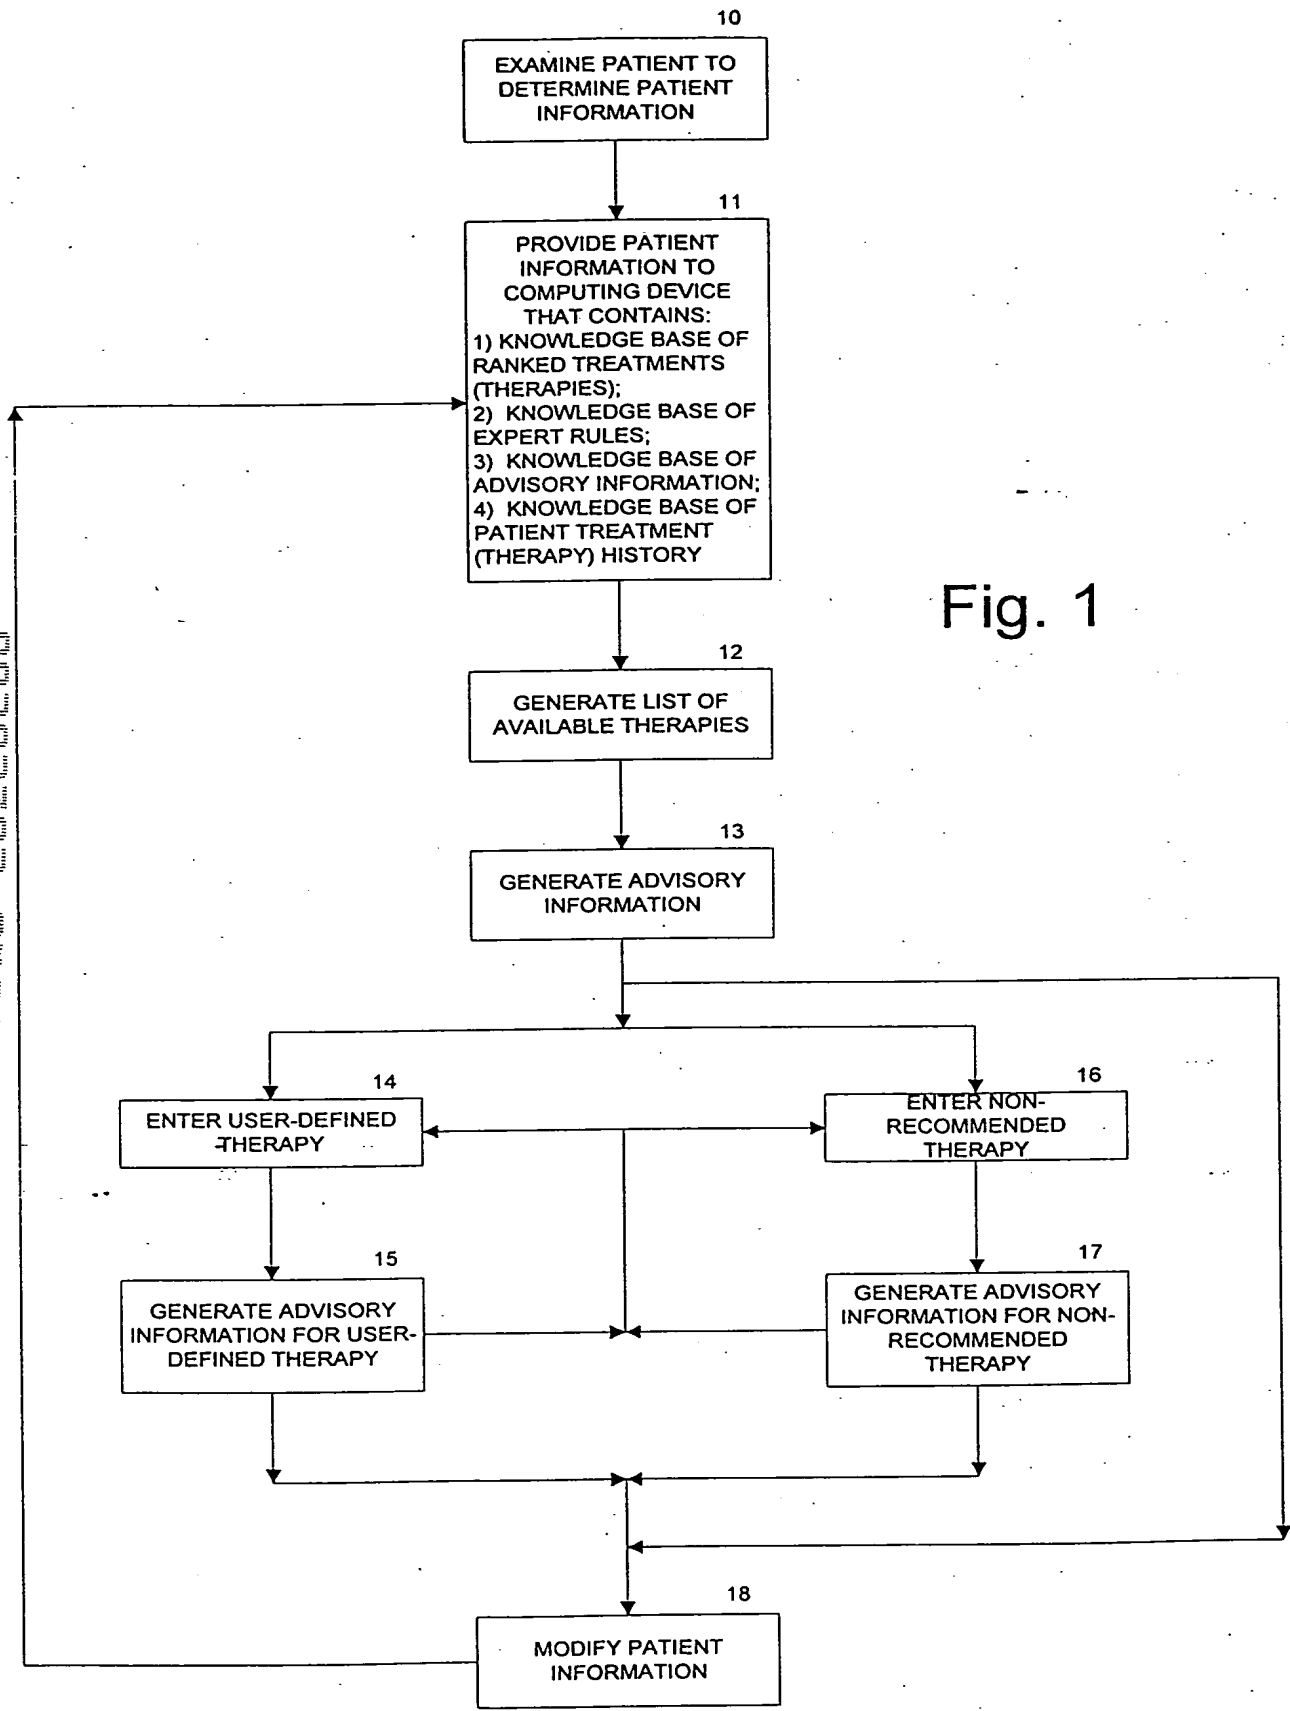 10
EXAMINE PATIENT TO
DETERMINE PATIENT
INFORMATION
11
PROVIDE PATIENT
INFORMATION TO
COMPUTING DEVICE
THAT CONTAINS:
1) KNOWLEDGE BASE OF
RANKED TREATMENTS
(THERAPIES);
2) KNOWLEDGE BASE OF
EXPERT RULES;
3) KNOWLEDGE BASE OF
ADVISORY INFORMATION;
4) KNOWLEDGE BASE OF
PATIENT TREATMENT
(THERAPY) HISTORY
Fig. 1
12
GENERATE LIST OF
AVAILABLE THERAPIES
13
GENERATE ADVISORY
INFORMATION
14
ENTER USER-DEFINED
THERAPY
16
ENTER NON-
RECOMMENDED
THERAPY
15
GENERATE ADVISORY
INFORMATION FOR USER-
DEFINED THERAPY
17
GENERATE ADVISORY
INFORMATION FOR NON-
RECOMMENDED
THERAPY
18
MODIFY PATIENT
INFORMATION